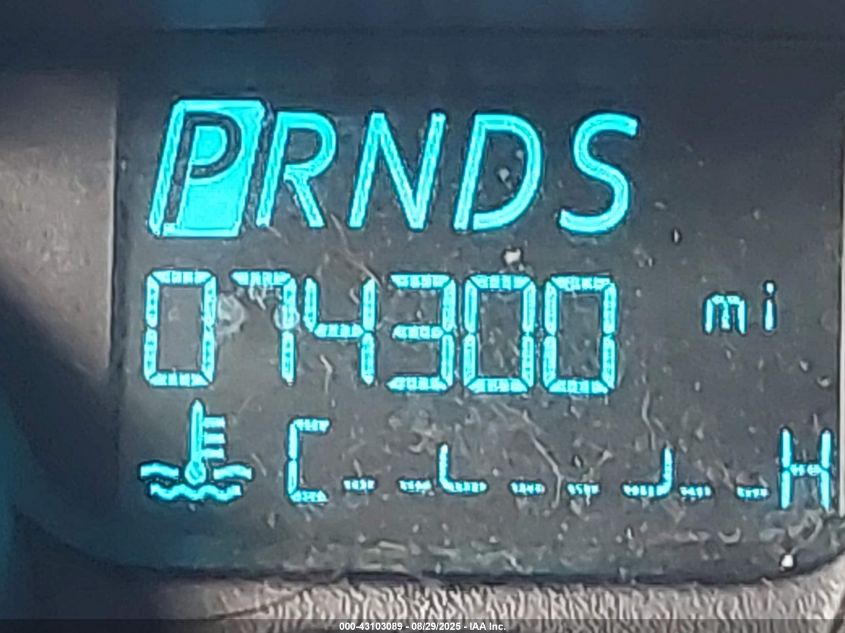 PRNDS
074300 mi
C H
000-43103089 - 08/29/2025 - IAA Inc.